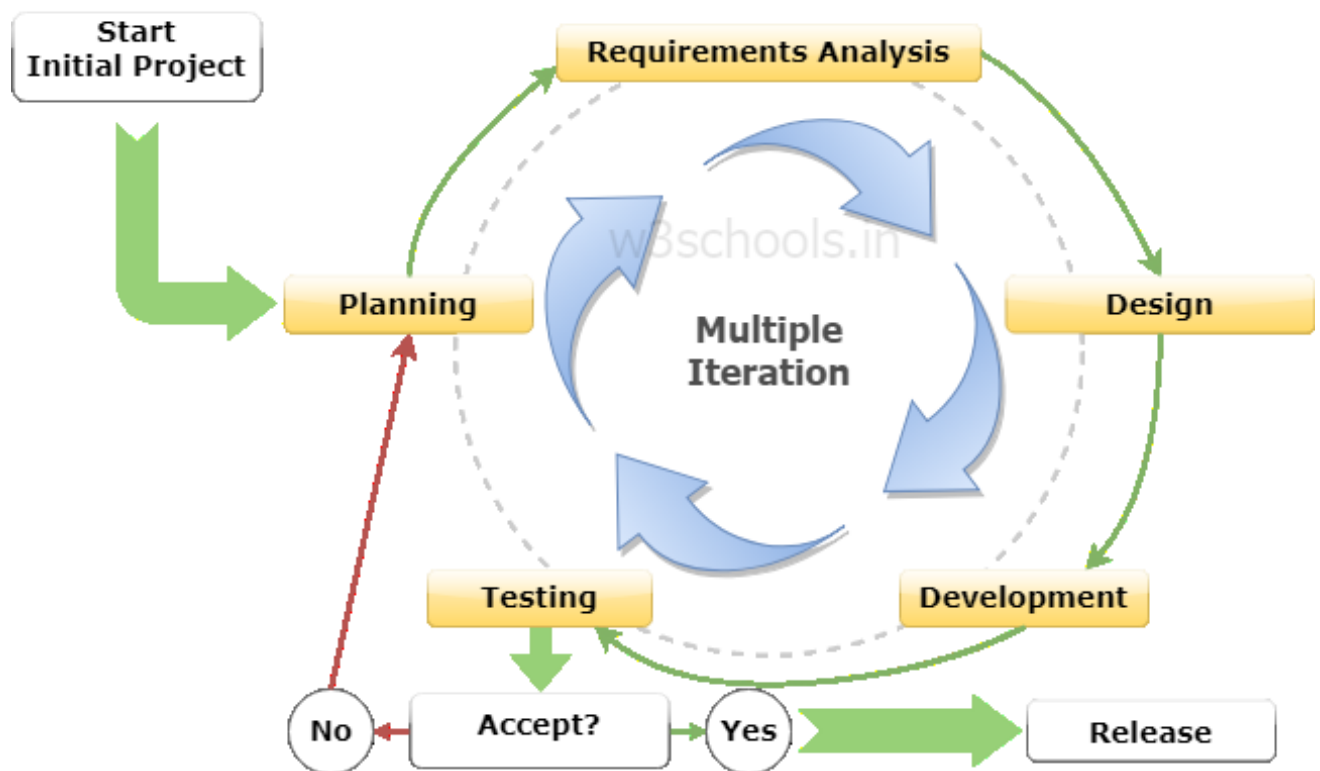 Start
Initial Project
Requirements Analysis
w3schools.in
Planning
Design
Multiple
Iteration
Testing
Development
No
Accept?
Yes
Release